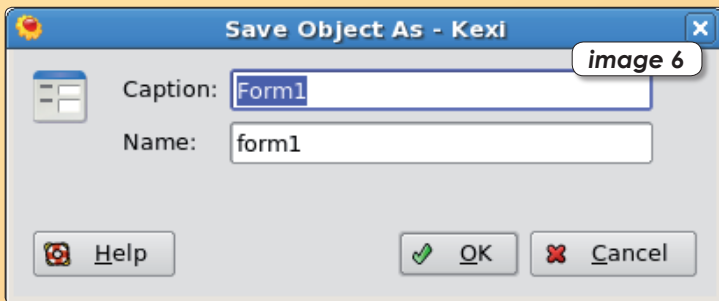 Save Object As - Kexi
image 6
Caption: Form1
Name: form1
Help OK Cancel